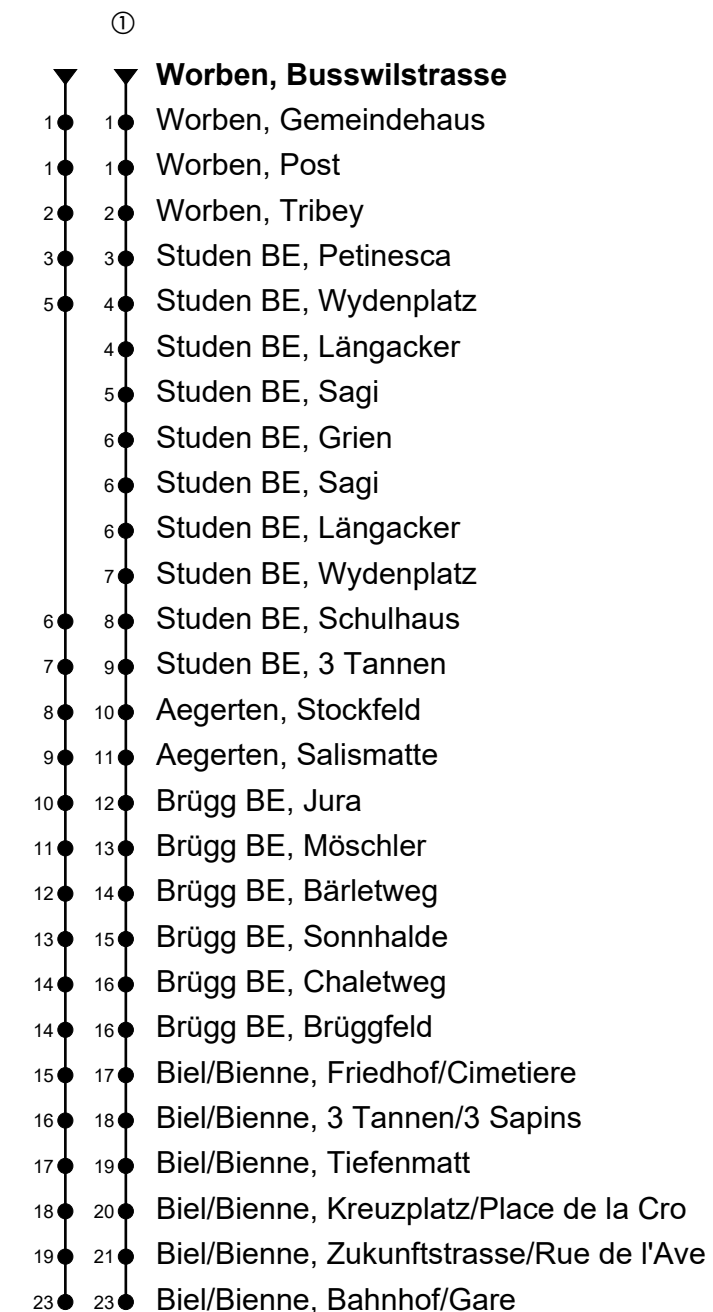 ①
Worben, Busswilstrasse
1 1 Worben, Gemeindehaus
1 1 Worben, Post
2 2 Worben, Tribey
3 3 Studen BE, Petinesca
5 4 Studen BE, Wydenplatz
4 Studen BE, Längacker
5 Studen BE, Sagi
6 Studen BE, Grien
6 Studen BE, Sagi
6 Studen BE, Längacker
7 Studen BE, Wydenplatz
6 8 Studen BE, Schulhaus
7 9 Studen BE, 3 Tannen
8 10 Aegerten, Stockfeld
9 11 Aegerten, Salismatte
10 12 Brügg BE, Jura
11 13 Brügg BE, Möschler
12 14 Brügg BE, Bärletweg
13 15 Brügg BE, Sonnhalde
14 16 Brügg BE, Chaletweg
14 16 Brügg BE, Brüggfeld
15 17 Biel/Bienne, Friedhof/Cimetiere
16 18 Biel/Bienne, 3 Tannen/3 Sapins
17 19 Biel/Bienne, Tiefenmatt
18 20 Biel/Bienne, Kreuzplatz/Place de la Cro
19 21 Biel/Bienne, Zukunftstrasse/Rue de l'Ave
23 23 Biel/Bienne, Bahnhof/Gare